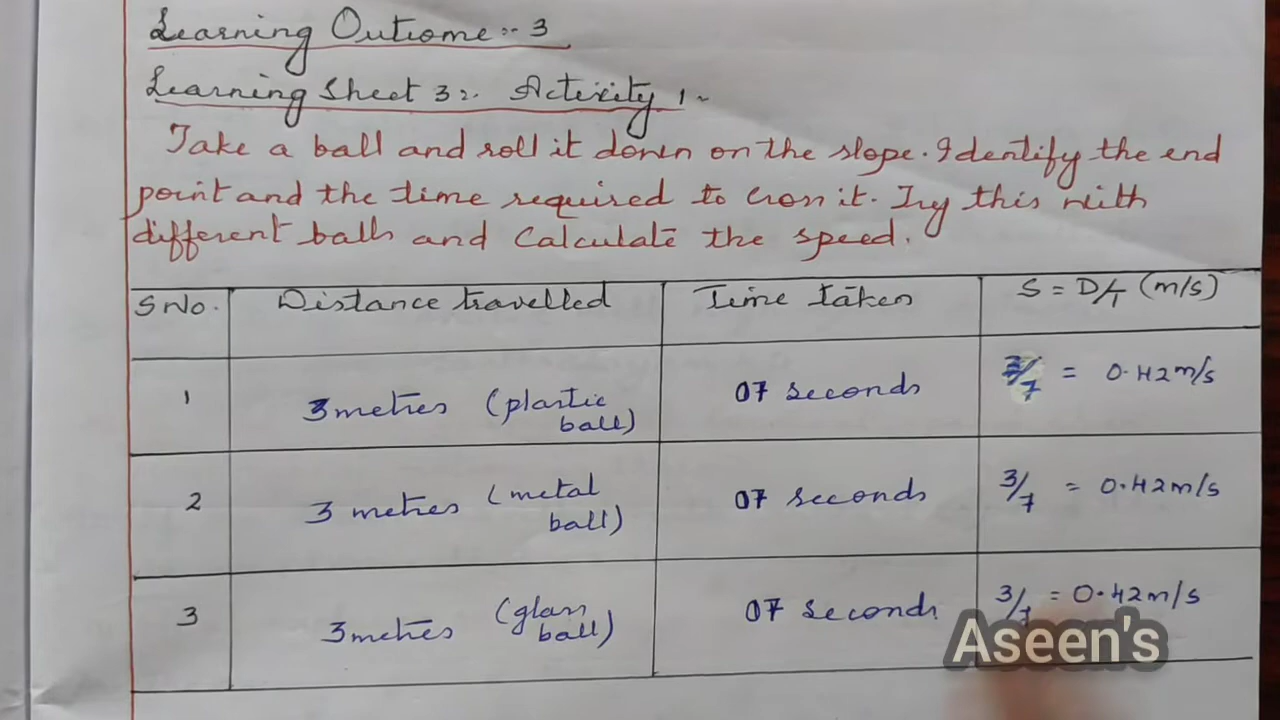 Learning Outcome :- 3
Learning Sheet 3:- Activity 1 -
Take a ball and roll it down on the slope. Identify the end
point and the time required to cross it. Try this with
different balls and calculate the speed.
S No. Distance travelled Time taken S = D/T (m/s)
1 3 metres (plastic ball) 07 seconds 3/7 = 0.42 m/s
2 3 metres (metal ball) 07 seconds 3/7 = 0.42 m/s
3 3 metres (glass ball) 07 seconds 3/7 = 0.42 m/s
Aseen's